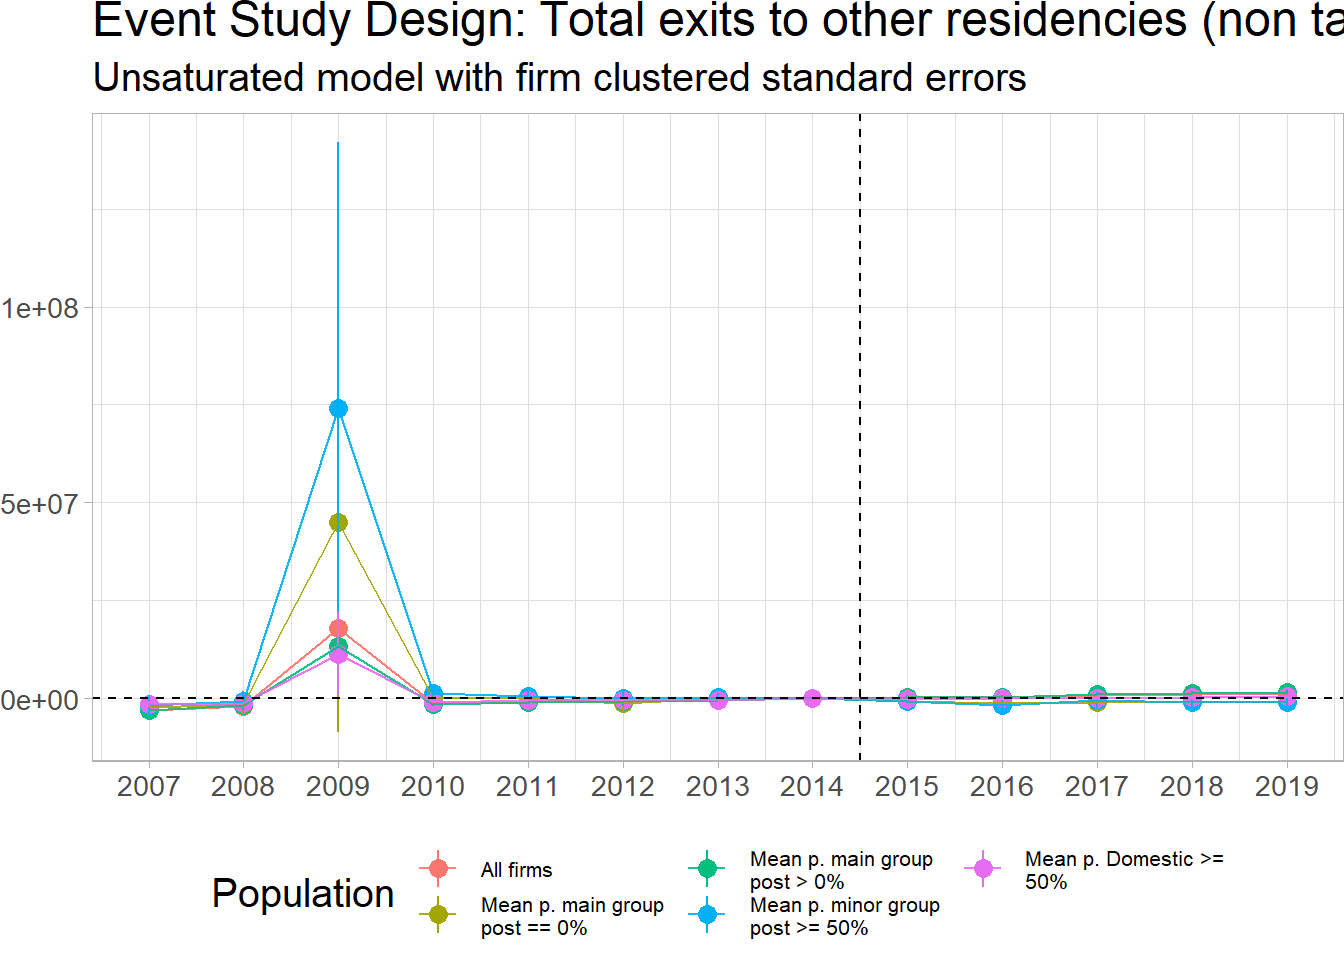 Event Study Design: Total exits to other residencies (non ta
Unsaturated model with firm clustered standard errors
1e+08
5e+07
0e+00
2007 2008 2009 2010 2011 2012 2013 2014 2015 2016 2017 2018 2019
Population
All firms
Mean p. main group
post == 0%
Mean p. main group
post > 0%
Mean p. minor group
post >= 50%
Mean p. Domestic >=
50%